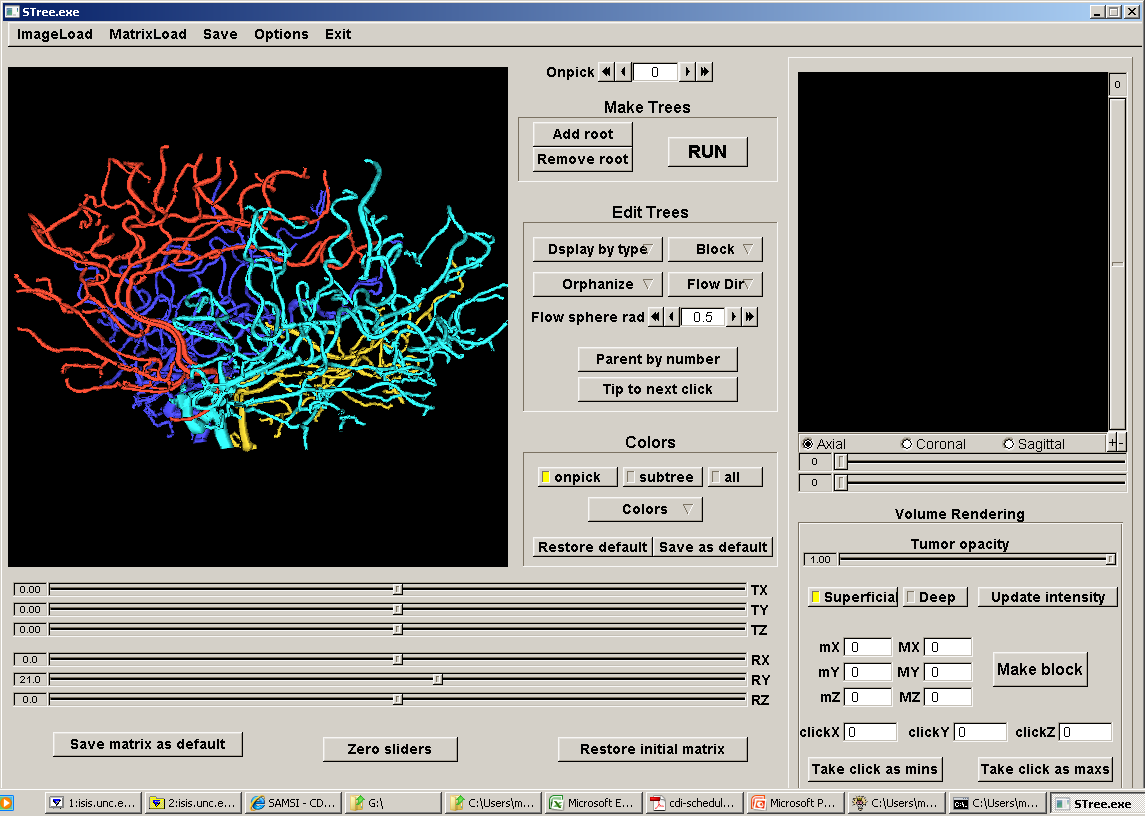 STree.exe
ImageLoad MatrixLoad Save Options Exit
Onpick 0
Make Trees
Add root
Remove root
RUN
Edit Trees
Dsplay by type Block
Orphanize Flow Dir
Flow sphere rad 0.5
Parent by number
Tip to next click
Colors
onpick subtree all
Colors
Restore default Save as default
0.00 TX
0.00 TY
0.00 TZ
0.0 RX
21.0 RY
0.0 RZ
Save matrix as default Zero sliders Restore initial matrix
0
Axial Coronal Sagittal +-
0
0
Volume Rendering
Tumor opacity
1.00
Superficial Deep Update intensity
mX 0 MX 0
mY 0 MY 0
mZ 0 MZ 0
Make block
clickX 0 clickY 0 clickZ 0
Take click as mins Take click as maxs
1:isis.unc.e... 2:isis.unc.e... SAMSI - CD... G:\ C:\Users\m... Microsoft E... cdi-schedul... Microsoft P... C:\Users\m... C:\Users\m... STree.exe